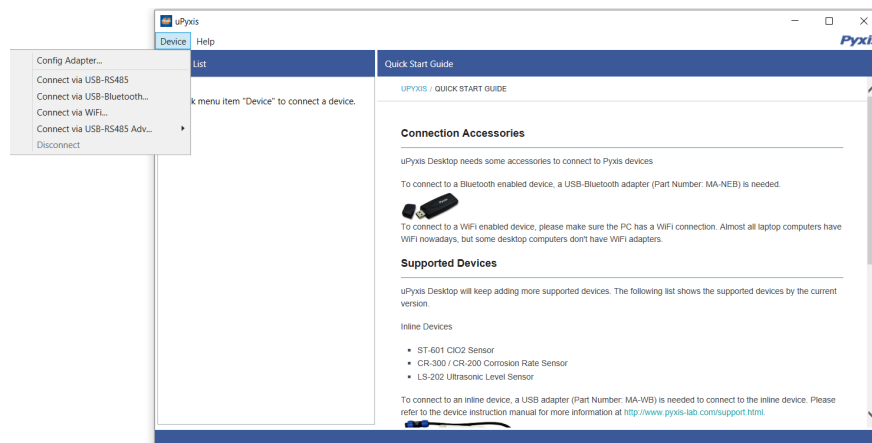 uPyxis
Device Help
Config Adapter...
Connect via USB-RS485
Connect via USB-Bluetooth...
Connect via WiFi...
Connect via USB-RS485 Adv...
Disconnect
List
k menu item "Device" to connect a device.
Pyxis
Quick Start Guide
UPYXIS / QUICK START GUIDE
Connection Accessories
uPyxis Desktop needs some accessories to connect to Pyxis devices
To connect to a Bluetooth enabled device, a USB-Bluetooth adapter (Part Number: MA-NEB) is needed.
To connect to a WiFi enabled device, please make sure the PC has a WiFi connection. Almost all laptop computers have
WiFi nowadays, but some desktop computers don't have WiFi adapters.
Supported Devices
uPyxis Desktop will keep adding more supported devices. The following list shows the supported devices by the current
version.
Inline Devices
ST-601 ClO2 Sensor
CR-300 / CR-200 Corrosion Rate Sensor
LS-202 Ultrasonic Level Sensor
To connect to an inline device, a USB adapter (Part Number: MA-WB) is needed to connect to the inline device. Please
refer to the device instruction manual for more information at http://www.pyxis-lab.com/support.html.